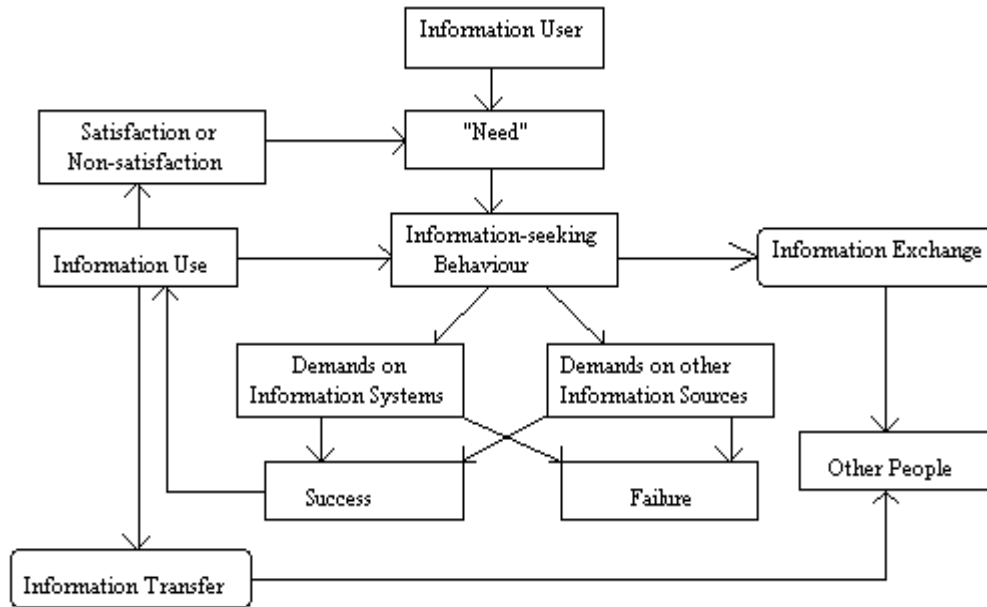 Information User
"Need"
Satisfaction or
Non-satisfaction
Information Use
Information-seeking
Behaviour
Information Exchange
Demands on
Information Systems
Demands on other
Information Sources
Success
Failure
Other People
Information Transfer